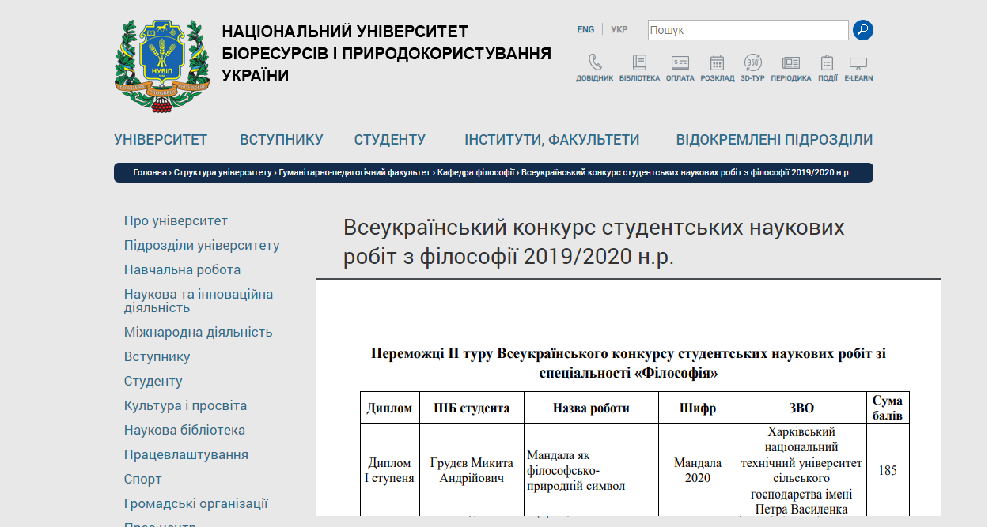 НАЦІОНАЛЬНИЙ УНІВЕРСИТЕТ
БІОРЕСУРСІВ І ПРИРОДОКОРИСТУВАННЯ
УКРАЇНИ
НУБіП
ENG УКР
Пошук
360°
ДОВІДНИК БІБЛІОТЕКА ОПЛАТА РОЗКЛАД 3D-ТУР ПЕРІОДИКА ПОДІЇ E-LEARN
УНІВЕРСИТЕТ ВСТУПНИКУ СТУДЕНТУ ІНСТИТУТИ, ФАКУЛЬТЕТИ ВІДОКРЕМЛЕНІ ПІДРОЗДІЛИ
Головна › Структура університету › Гуманітарно-педагогічний факультет › Кафедра філософії › Всеукраїнський конкурс студентських наукових робіт з філософії 2019/2020 н.р.
Про університет
Підрозділи університету
Навчальна робота
Наукова та інноваційна
діяльність
Міжнародна діяльність
Вступнику
Студенту
Культура і просвіта
Наукова бібліотека
Працевлаштування
Спорт
Громадські організації
Прес-центр
Всеукраїнський конкурс студентських наукових
робіт з філософії 2019/2020 н.р.
Переможці ІІ туру Всеукраїнського конкурсу студентських наукових робіт зі
спеціальності «Філософія»
Диплом ПІБ студента Назва роботи Шифр ЗВО Сума
балів
Диплом
І ступеня
Грудєв Микита
Андрійович
Мандала як
філософсько-
природній символ
Мандала
2020
Харківський
національний
технічний університет
сільського
господарства імені
Петра Василенка
185